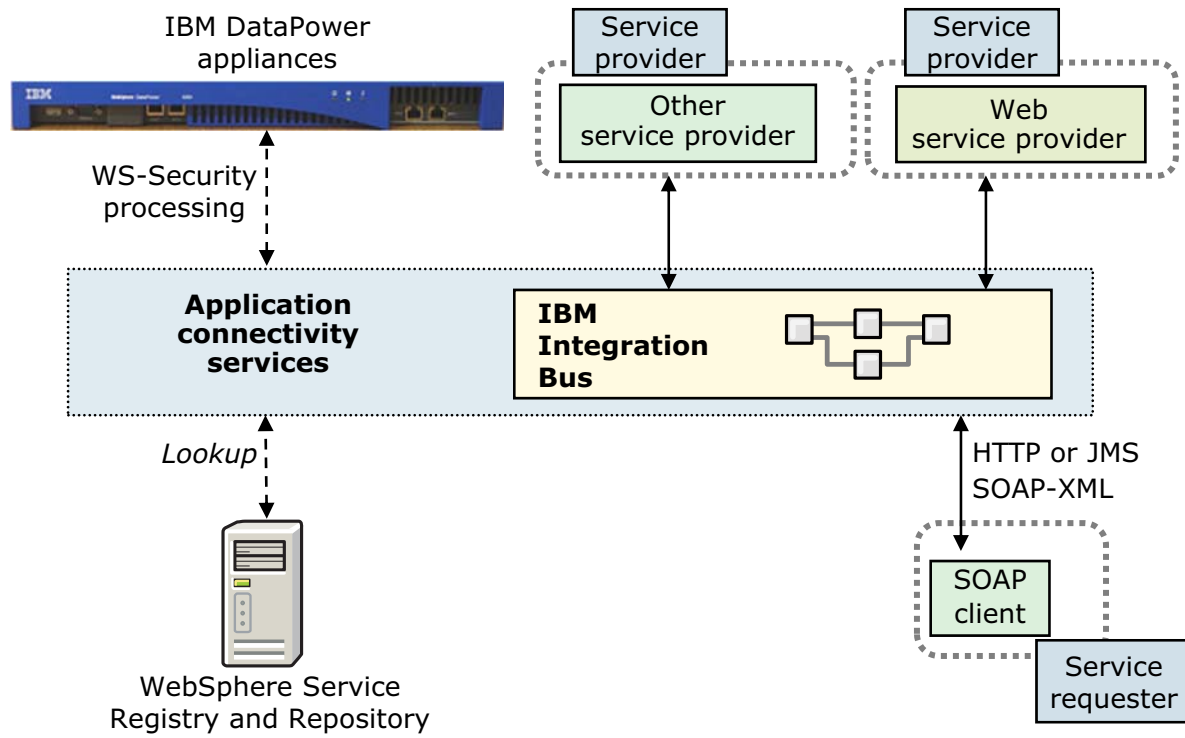 IBM DataPower
appliances
IBM
Service
provider
Other
service provider
Service
provider
Web
service provider
WS-Security
processing
Application
connectivity
services
IBM
Integration
Bus
Lookup
HTTP or JMS
SOAP-XML
SOAP
client
Service
requester
WebSphere Service
Registry and Repository